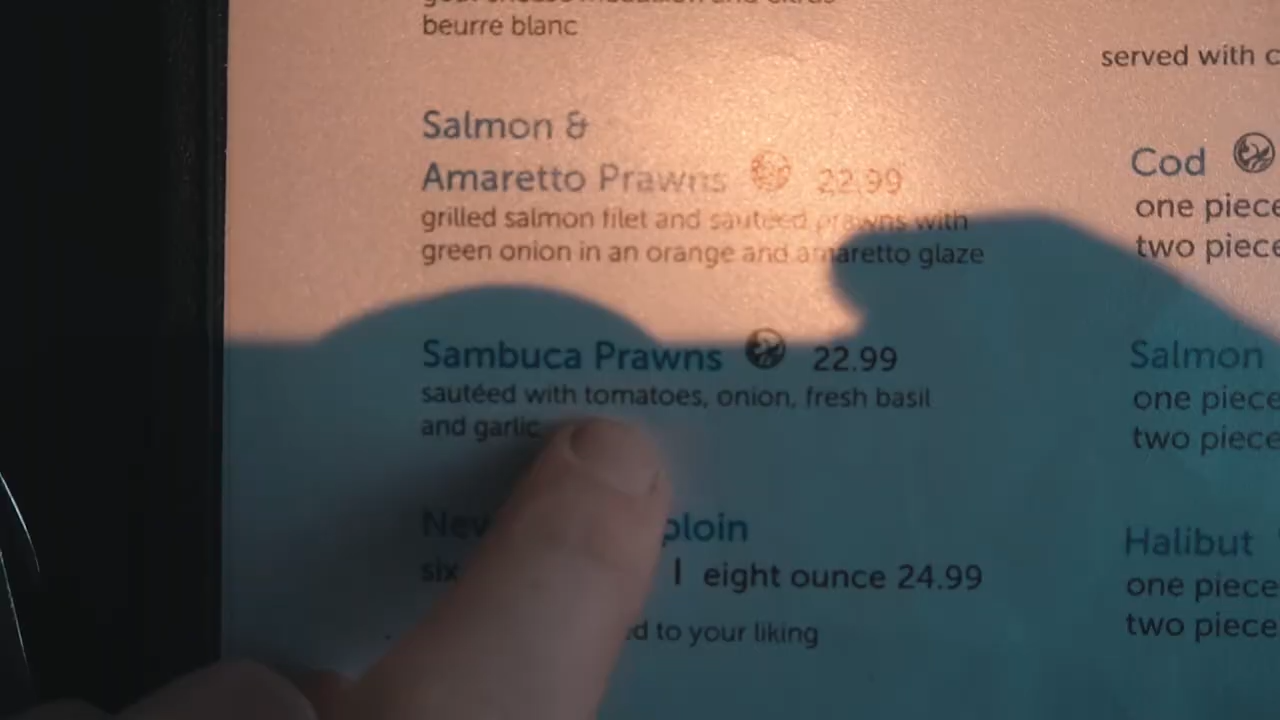 beurre blanc
Salmon &
Amaretto Prawns 22.99
grilled salmon filet and sautéed prawns with
green onion in an orange and amaretto glaze
Sambuca Prawns 22.99
sautéed with tomatoes, onion, fresh basil
and garlic
six | eight ounce 24.99
to your liking
served with
Cod
one piece
two piece
Salmon
one piece
two piece
Halibut
one piece
two piece